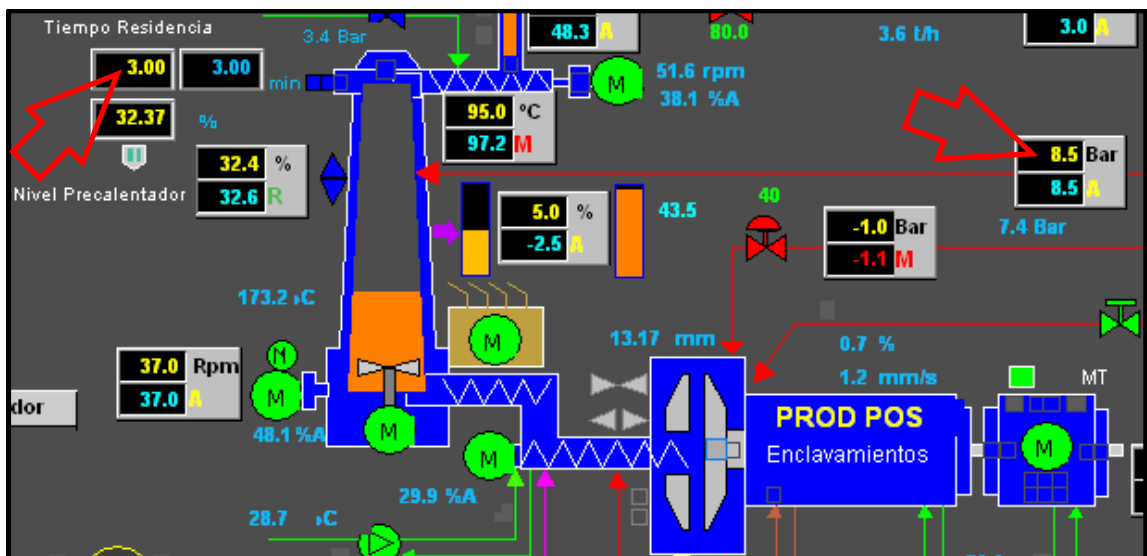 Tiempo Residencia
3.4 Bar
48.3 A
80.0
3.6 t/h
3.0 A
3.00
3.00
min
51.6 rpm
38.1 %A
32.37
%
95.0 ºC
97.2 M
8.5 Bar
8.5 A
32.4 %
32.6 R
Nivel Precalentador
5.0 %
-2.5 A
43.5
40
-1.0 Bar
-1.1 M
7.4 Bar
173.2 ºC
M
13.17 mm
0.7 %
1.2 mm/s
37.0 Rpm
37.0 A
M
M
MT
dor
48.1 %A
M
PROD POS
Enclavamientos
M
M
29.9 %A
28.7 ºC